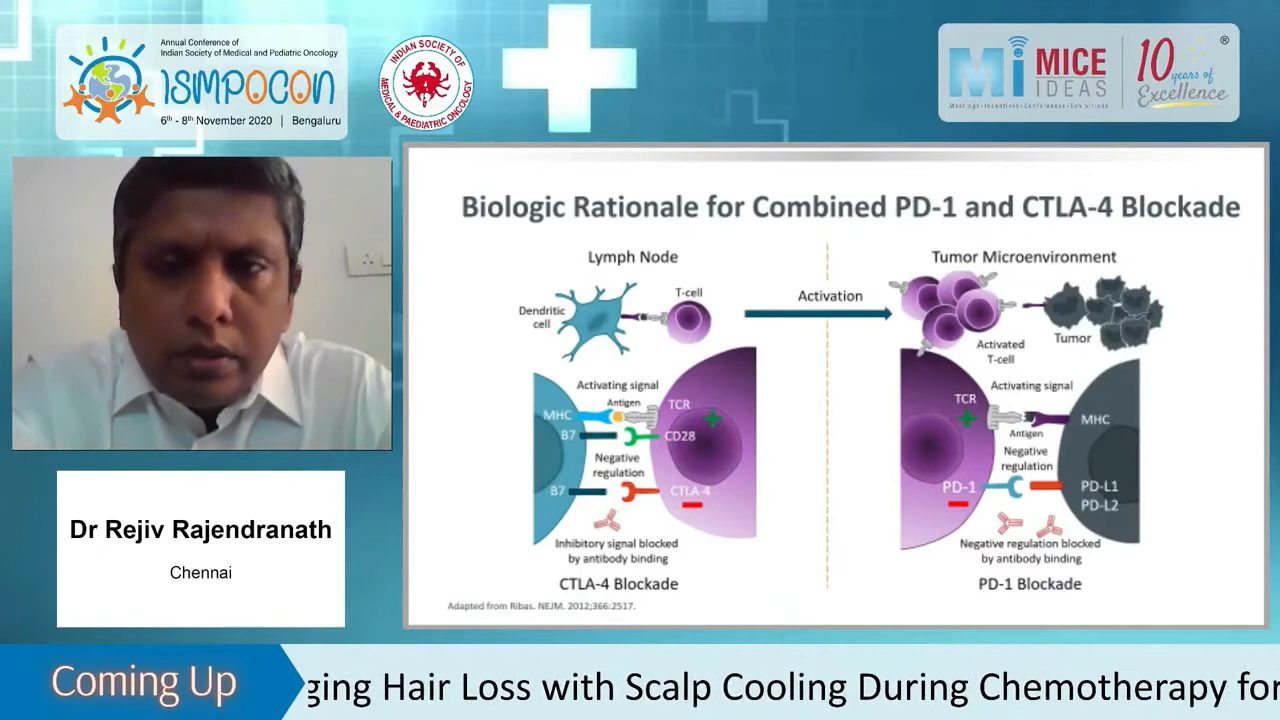 Annual Conference of
Indian Society of Medical and Pediatric Oncology
ISMPOCON
6th - 8th November 2020 | Bengaluru
INDIAN SOCIETY OF
MEDICAL & PAEDIATRIC ONCOLOGY
Mi MICE
IDEAS
Meetings • Incentives • Conferences • Exhibitions
10 years of
Excellence
®
Biologic Rationale for Combined PD-1 and CTLA-4 Blockade
Lymph Node
Tumor Microenvironment
Dendritic
cell
T-cell
Activation
Activated
T-cell
Tumor
Activating signal
Antigen
MHC
TCR
B7
CD28
Negative
regulation
B7
CTLA-4
Inhibitory signal blocked
by antibody binding
CTLA-4 Blockade
Activating signal
TCR
MHC
Antigen
Negative
regulation
PD-1
PD-L1
PD-L2
Negative regulation blocked
by antibody binding
PD-1 Blockade
Adapted from Ribas. NEJM. 2012;366:2517.
Dr Rejiv Rajendranath
Chennai
Coming Up
ging Hair Loss with Scalp Cooling During Chemotherapy for